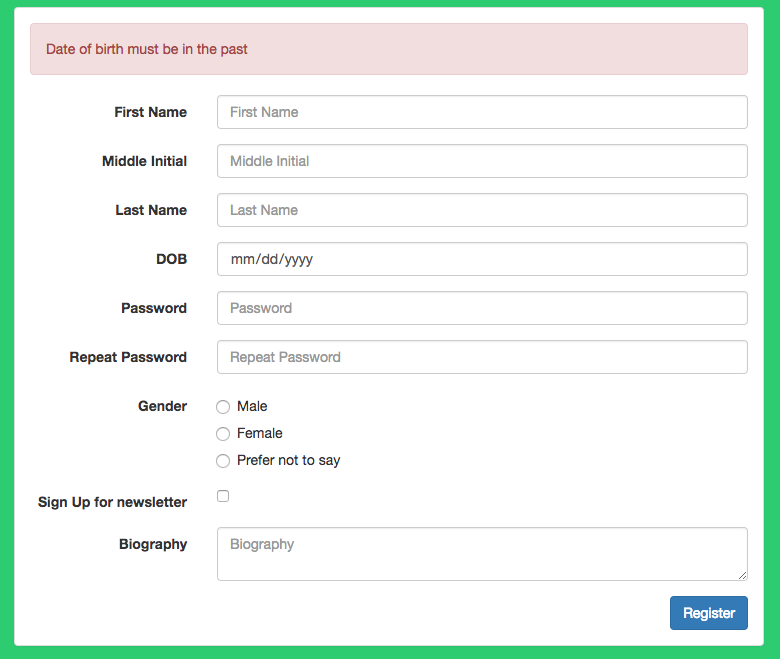 Date of birth must be in the past
First Name First Name
Middle Initial Middle Initial
Last Name Last Name
DOB mm/dd/yyyy
Password Password
Repeat Password Repeat Password
Gender Male
Female
Prefer not to say
Sign Up for newsletter
Biography Biography
Register